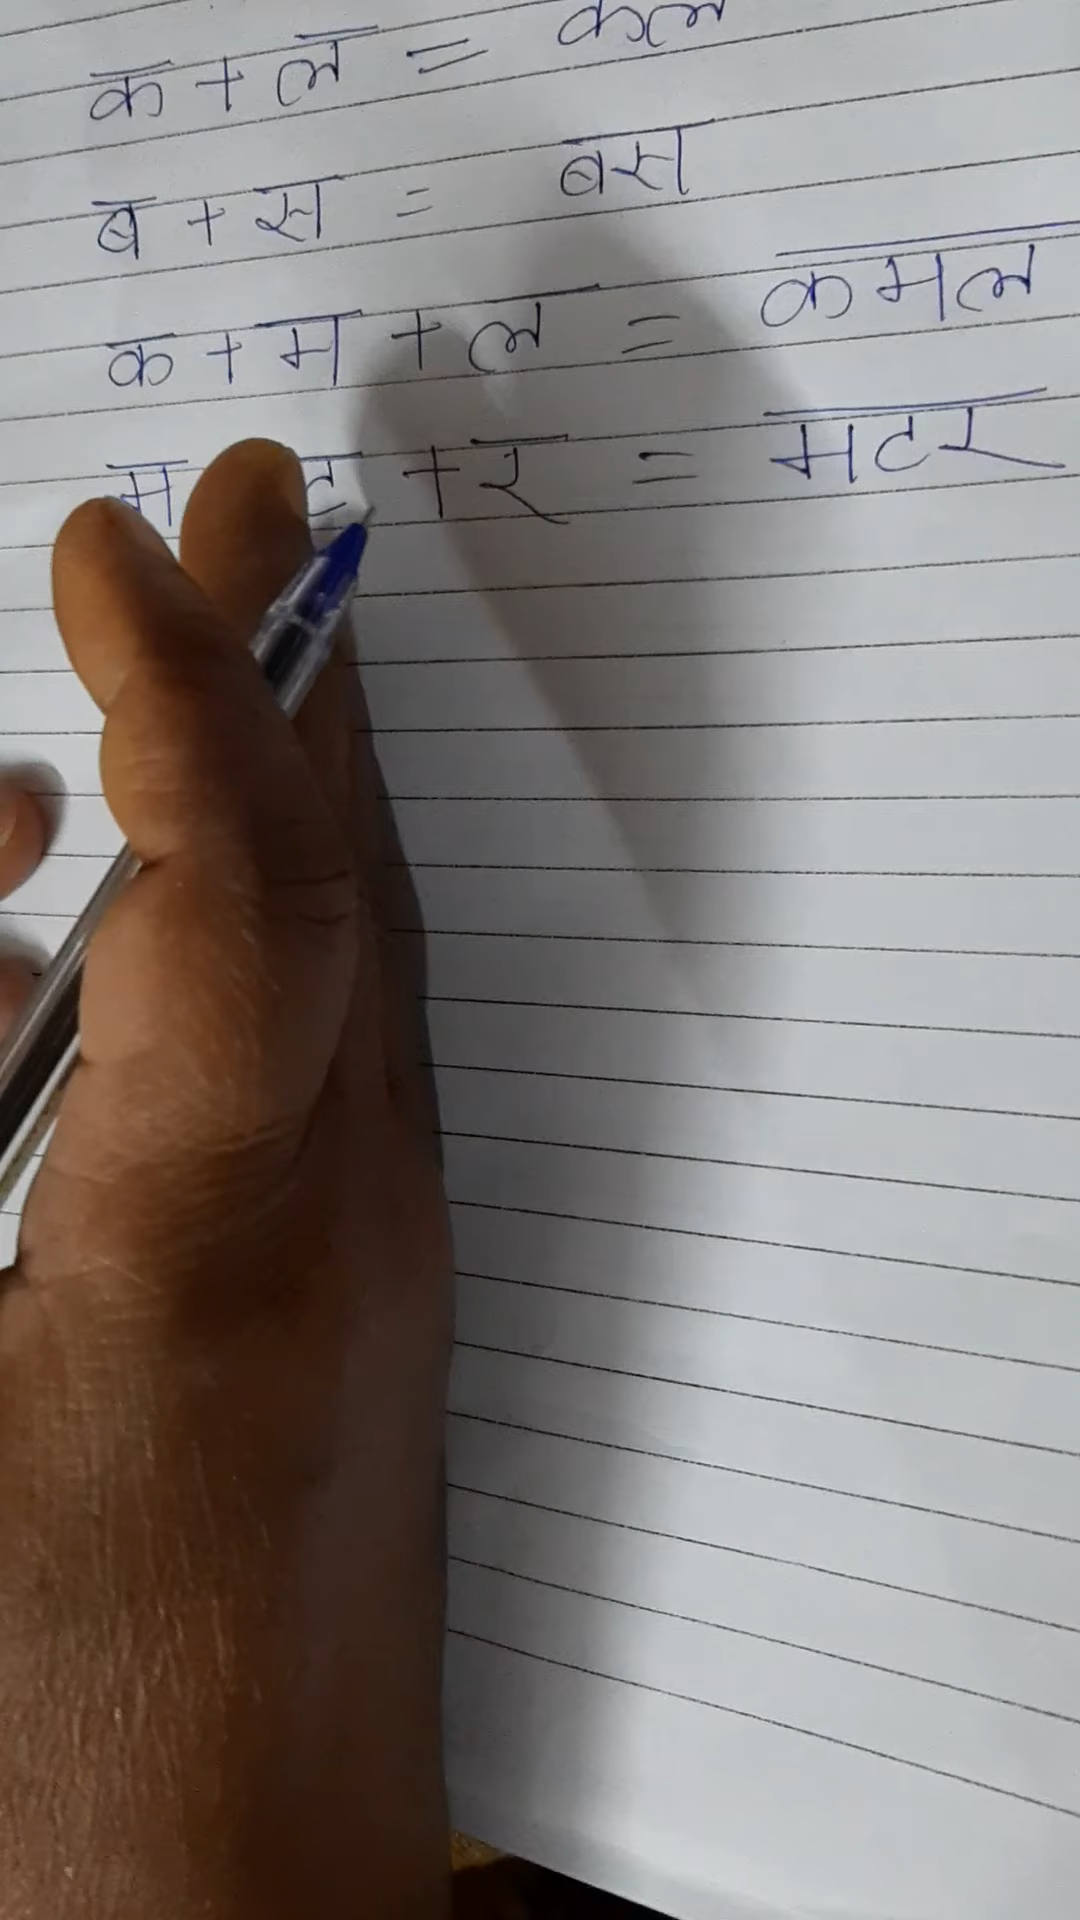 क + ल = कल
ब + स = बस
क + म + ल = कमल
म ट + र = मटर